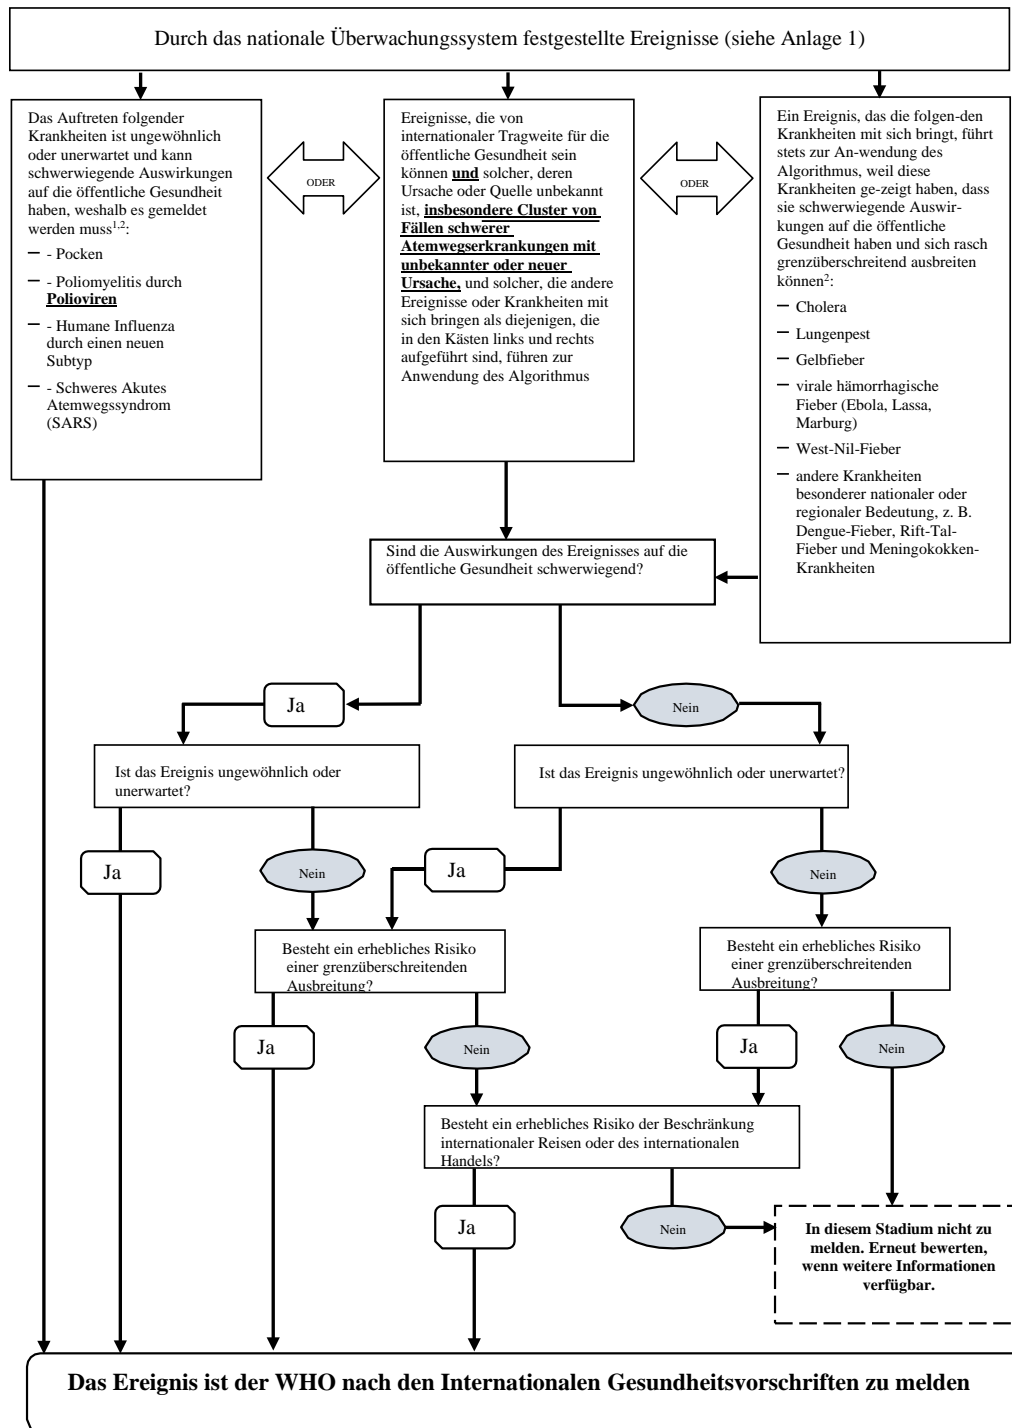 Durch das nationale Überwachungssystem festgestellte Ereignisse (siehe Anlage 1)
Das Auftreten folgender
Krankheiten ist ungewöhnlich
oder unerwartet und kann
schwerwiegende Auswirkungen
auf die öffentliche Gesundheit
haben, weshalb es gemeldet
werden muss1,2:
– - Pocken
– - Poliomyelitis durch
Polioviren
– - Humane Influenza
durch einen neuen
Subtyp
– - Schweres Akutes
Atemwegssyndrom
(SARS)
ODER
Ereignisse, die von
internationaler Tragweite für die
öffentliche Gesundheit sein
können und solcher, deren
Ursache oder Quelle unbekannt
ist, insbesondere Cluster von
Fällen schwerer
Atemwegserkrankungen mit
unbekannter oder neuer
Ursache, und solcher, die andere
Ereignisse oder Krankheiten mit
sich bringen als diejenigen, die
in den Kästen links und rechts
aufgeführt sind, führen zur
Anwendung des Algorithmus
ODER
Ein Ereignis, das die folgen-den
Krankheiten mit sich bringt, führt
stets zur An-wendung des
Algorithmus, weil diese
Krankheiten ge-zeigt haben, dass
sie schwerwiegende Auswir-
kungen auf die öffentliche
Gesundheit haben und sich rasch
grenzüberschreitend ausbreiten
können2:
– Cholera
– Lungenpest
– Gelbfieber
– virale hämorrhagische
Fieber (Ebola, Lassa,
Marburg)
– West-Nil-Fieber
– andere Krankheiten
besonderer nationaler oder
regionaler Bedeutung, z. B.
Dengue-Fieber, Rift-Tal-
Fieber und Meningokokken-
Krankheiten
Sind die Auswirkungen des Ereignisses auf die
öffentliche Gesundheit schwerwiegend?
Ja
Nein
Ist das Ereignis ungewöhnlich oder
unerwartet?
Ist das Ereignis ungewöhnlich oder unerwartet?
Ja
Nein
Ja
Nein
Besteht ein erhebliches Risiko
einer grenzüberschreitenden
Ausbreitung?
Besteht ein erhebliches Risiko
einer grenzüberschreitenden
Ausbreitung?
Ja
Nein
Ja
Nein
Besteht ein erhebliches Risiko der Beschränkung
internationaler Reisen oder des internationalen
Handels?
Ja
Nein
In diesem Stadium nicht zu
melden. Erneut bewerten,
wenn weitere Informationen
verfügbar.
Das Ereignis ist der WHO nach den Internationalen Gesundheitsvorschriften zu melden